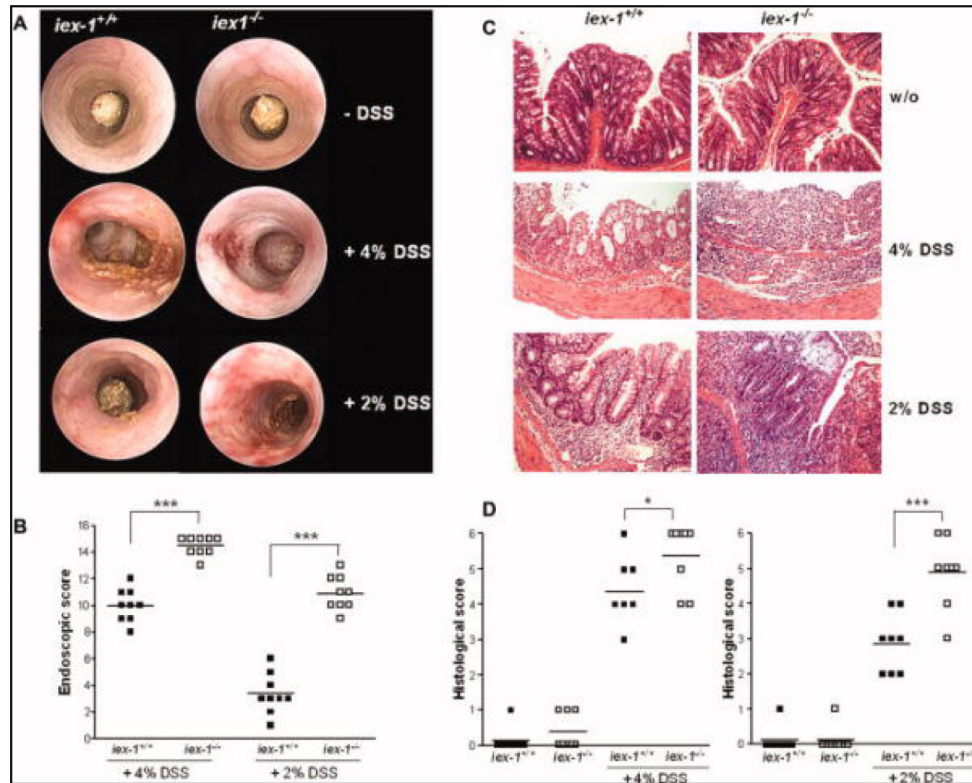 A
iex-1+/+ iex1-/-
- DSS
+ 4% DSS
+ 2% DSS
C
iex-1+/+ iex-1-/-
w/o
4% DSS
2% DSS
B
Endoscopic score
16
14
12
10
8
6
4
2
0
*** ***
iex-1+/+ iex-1-/- iex-1+/+ iex-1-/-
+ 4% DSS + 2% DSS
D
Histological score
6
5
4
3
2
1
0
*
iex-1+/+ iex-1-/- iex-1+/+ iex-1-/-
+4% DSS
Histological score
6
5
4
3
2
1
0
***
iex-1+/+ iex-1-/- iex-1+/+ iex-1-/-
+ 2% DSS